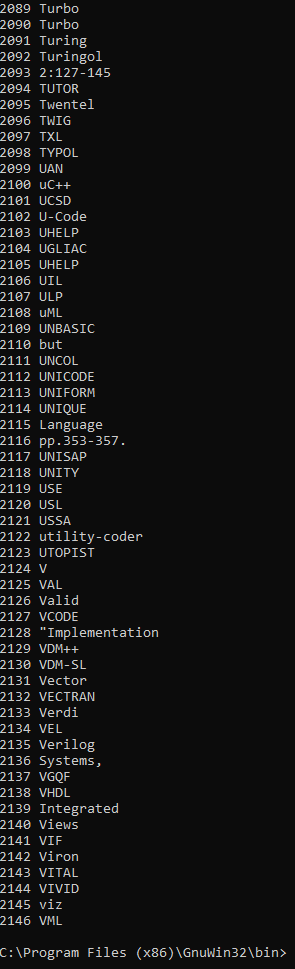 2089 Turbo
2090 Turbo
2091 Turing
2092 Turingol
2093 2:127-145
2094 TUTOR
2095 Twentel
2096 TWIG
2097 TXL
2098 TYPOL
2099 UAN
2100 uC++
2101 UCSD
2102 U-Code
2103 UHELP
2104 UGLIAC
2105 UHELP
2106 UIL
2107 ULP
2108 uML
2109 UNBASIC
2110 but
2111 UNCOL
2112 UNICODE
2113 UNIFORM
2114 UNIQUE
2115 Language
2116 pp.353-357.
2117 UNISAP
2118 UNITY
2119 USE
2120 USL
2121 USSA
2122 utility-coder
2123 UTOPIST
2124 V
2125 VAL
2126 Valid
2127 VCODE
2128 "Implementation
2129 VDM++
2130 VDM-SL
2131 Vector
2132 VECTRAN
2133 Verdi
2134 VEL
2135 Verilog
2136 Systems,
2137 VGQF
2138 VHDL
2139 Integrated
2140 Views
2141 VIF
2142 Viron
2143 VITAL
2144 VIVID
2145 viz
2146 VML
C:\Program Files (x86)\GnuWin32\bin>